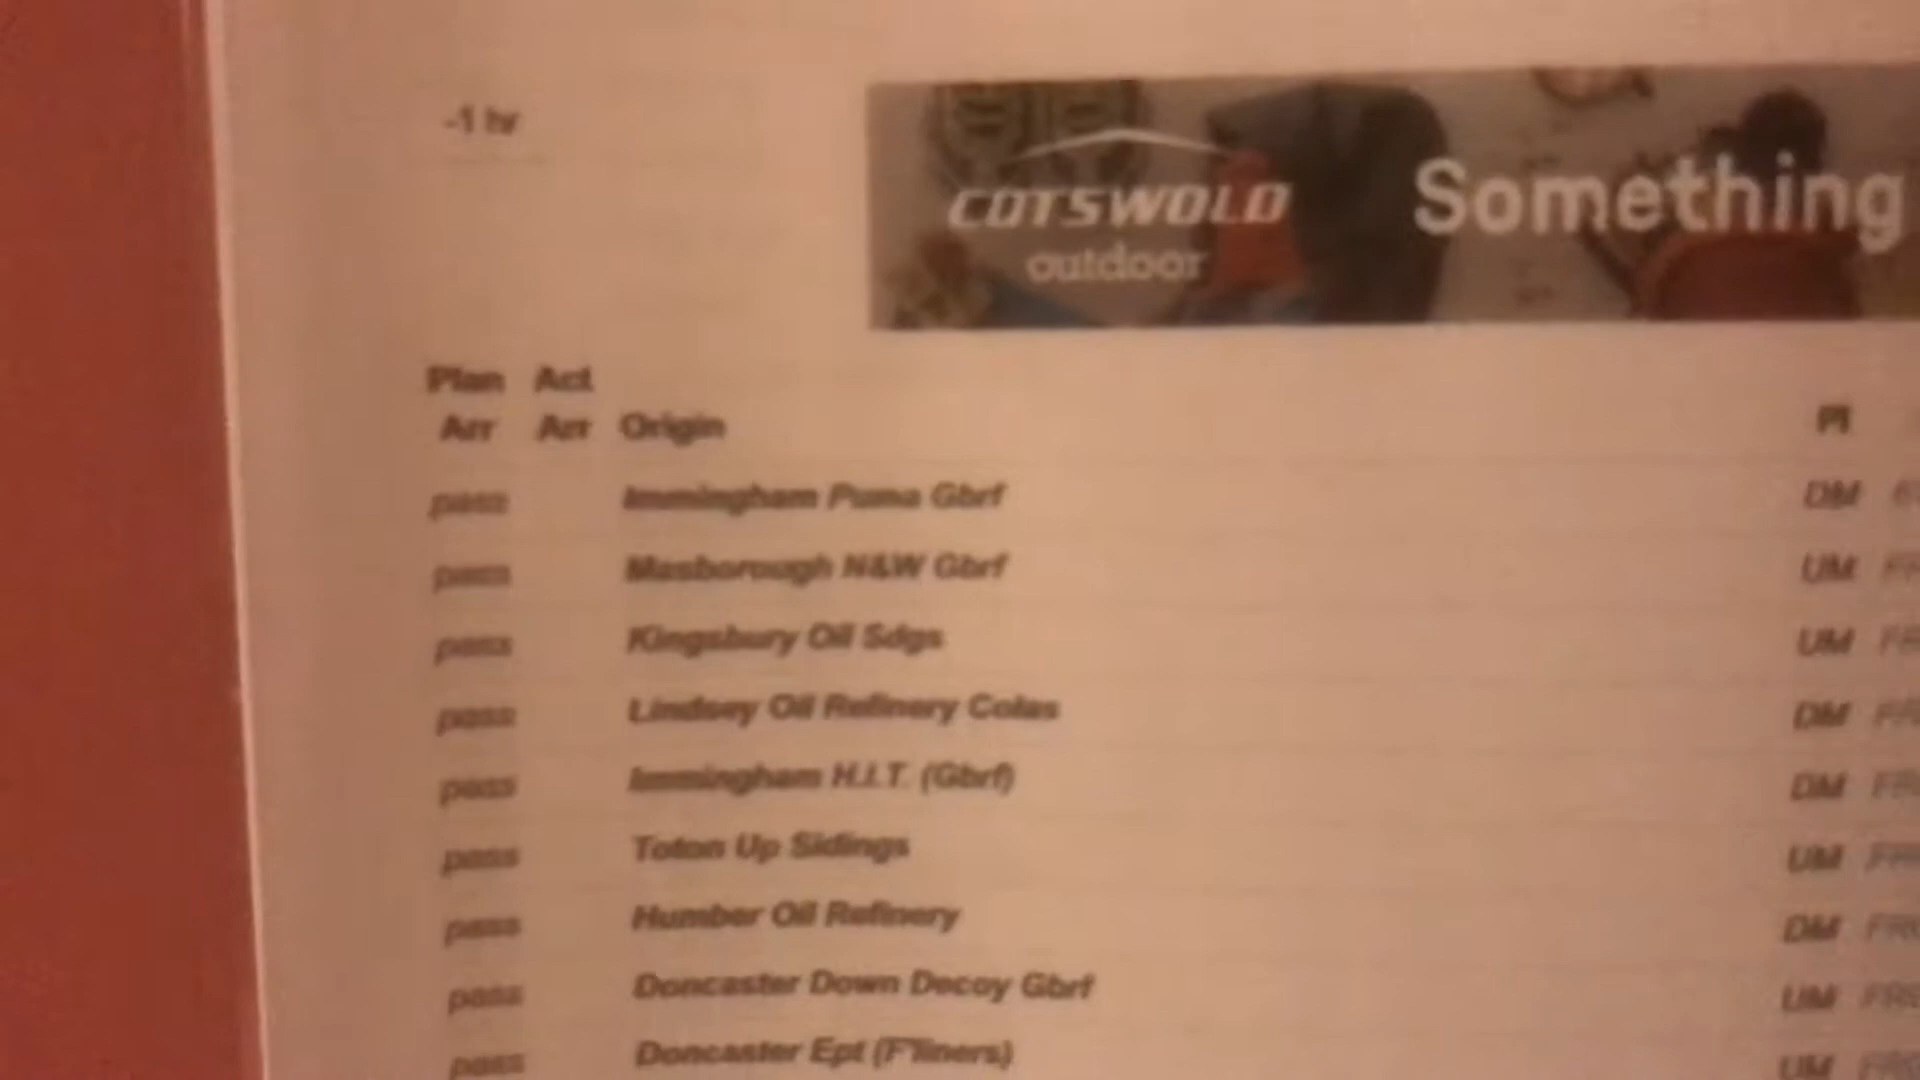 -1 hr
COTSWOLD
outdoor
Something
Plan Act
Arr Arr Origin Pl
pass Immingham Puma Gbrf DM
pass Masborough N&W Gbrf UM
pass Kingsbury Oil Sdgs UM
pass Lindsey Oil Refinery Colas DM
pass Immingham H.I.T. (Gbrf) DM
pass Toton Up Sidings UM
pass Humber Oil Refinery DM
pass Doncaster Down Decoy Gbrf UM
pass Doncaster Ept (F'liners) UM